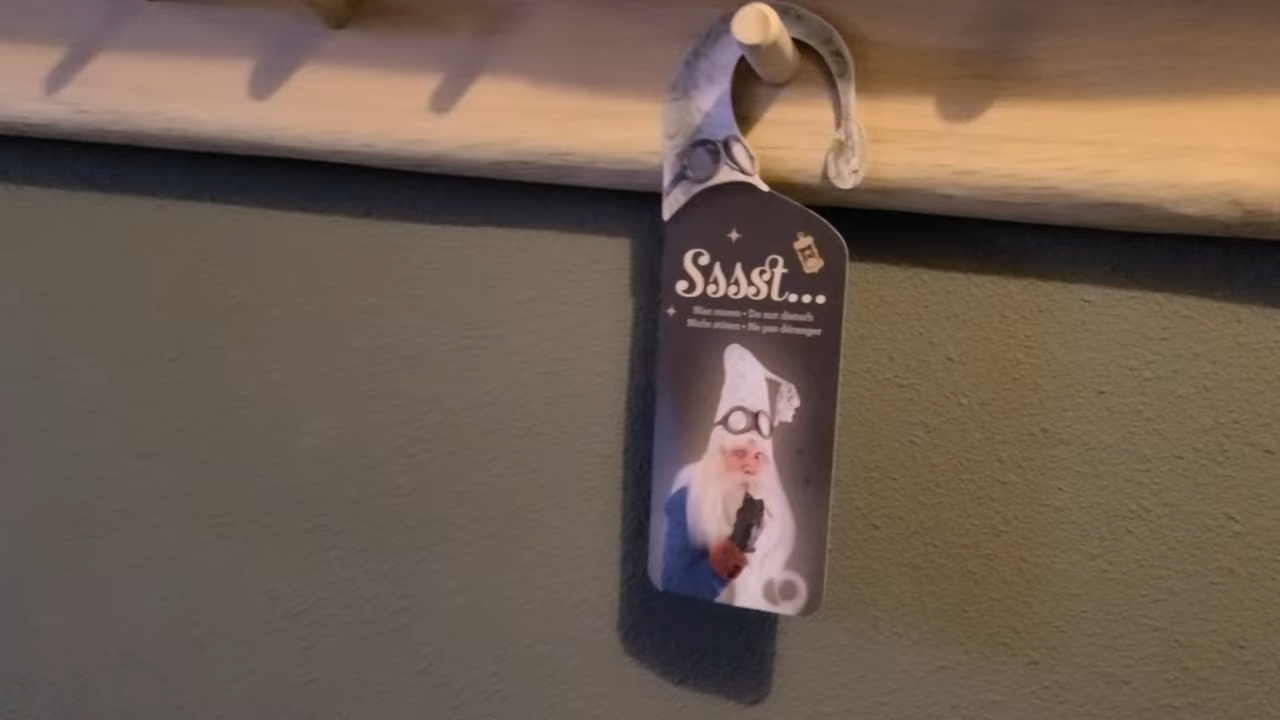 Sssst...
Niet storen • Do not disturb
Nicht stören • Ne pas déranger